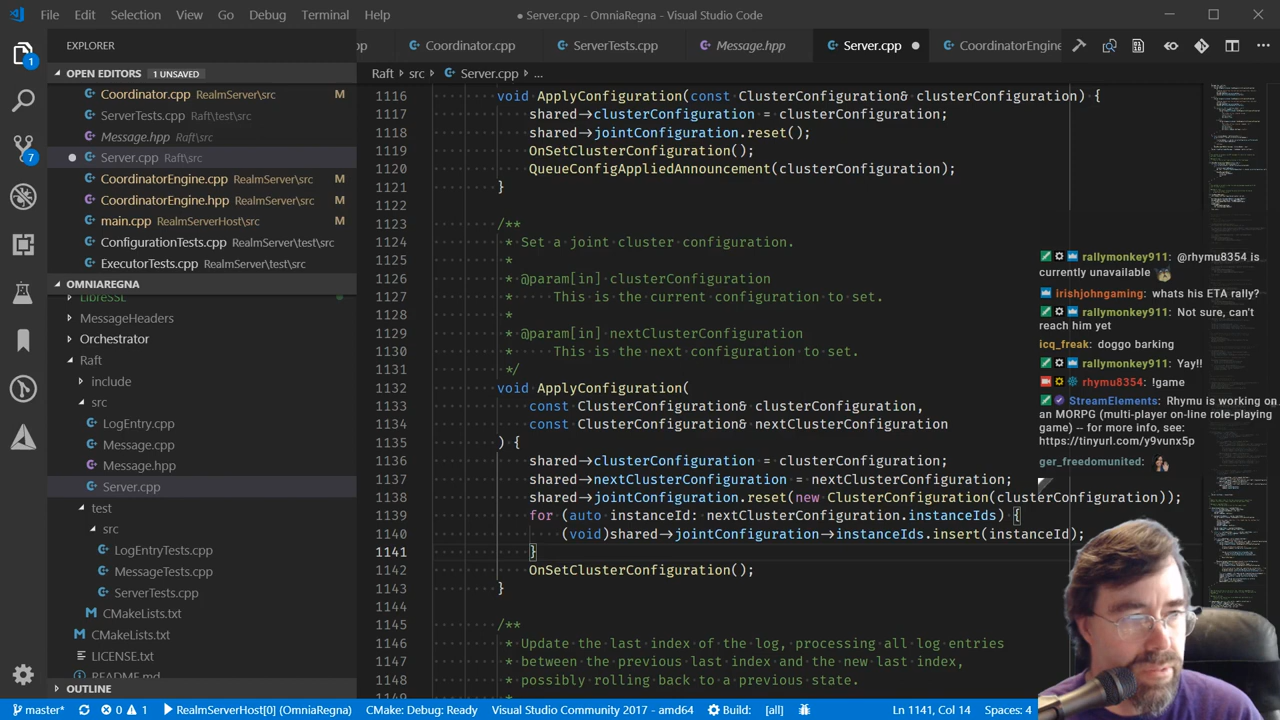 File Edit Selection View Go Debug Terminal Help
● Server.cpp - OmniaRegna - Visual Studio Code
EXPLORER
OPEN EDITORS 1 UNSAVED
Coordinator.cpp RealmServer\src M
ServerTests.cpp Raft\test\src
Message.hpp Raft\src
Server.cpp Raft\src
CoordinatorEngine.cpp RealmServer\src M
CoordinatorEngine.hpp RealmServer\src M
main.cpp RealmServerHost\src M
ConfigurationTests.cpp RealmServer\test\src
ExecutorTests.cpp RealmServer\test\src
OMNIAREGNA
LibreSSL
MessageHeaders
Orchestrator
Raft
include
src
LogEntry.cpp
Message.cpp
Message.hpp
Server.cpp
test
src
LogEntryTests.cpp
MessageTests.cpp
ServerTests.cpp
CMakeLists.txt
CMakeLists.txt
LICENSE.txt
README.md
OUTLINE
1
7
pp Coordinator.cpp ServerTests.cpp Message.hpp Server.cpp ● CoordinatorEngine
Raft › src › Server.cpp › ...
1116 void ApplyConfiguration(const ClusterConfiguration& clusterConfiguration) {
1117 shared->clusterConfiguration = clusterConfiguration;
1118 shared->jointConfiguration.reset();
1119 OnSetClusterConfiguration();
1120 QueueConfigAppliedAnnouncement(clusterConfiguration);
1121 }
1122
1123 /**
1124 * Set a joint cluster configuration.
1125 *
1126 * @param[in] clusterConfiguration
1127 * This is the current configuration to set.
1128 *
1129 * @param[in] nextClusterConfiguration
1130 * This is the next configuration to set.
1131 */
1132 void ApplyConfiguration(
1133 const ClusterConfiguration& clusterConfiguration,
1134 const ClusterConfiguration& nextClusterConfiguration
1135 ) {
1136 shared->clusterConfiguration = clusterConfiguration;
1137 shared->nextClusterConfiguration = nextClusterConfiguration;
1138 shared->jointConfiguration.reset(new ClusterConfiguration(clusterConfiguration));
1139 for (auto instanceId: nextClusterConfiguration.instanceIds) {
1140 (void)shared->jointConfiguration->instanceIds.insert(instanceId);
1141 }
1142 OnSetClusterConfiguration();
1143 }
1144
1145 /**
1146 * Update the last index of the log, processing all log entries
1147 * between the previous last index and the new last index,
1148 * possibly rolling back to a previous state.
1149 *
rallymonkey911: @rhymu8354 is
currently unavailable
irishjohngaming: whats his ETA rally?
rallymonkey911: Not sure, can't
reach him yet
icq_freak: doggo barking
rallymonkey911: Yay!!
rhymu8354: !game
StreamElements: Rhymu is working on
an MORPG (multi-player on-line role-playing
game) -- for more info, see:
https://tinyurl.com/y9vunx5p
ger_freedomunited:
master* 0 1 RealmServerHost[0] (OmniaRegna) CMake: Debug: Ready Visual Studio Community 2017 - amd64 Build: [all] Ln 1141, Col 14 Spaces: 4